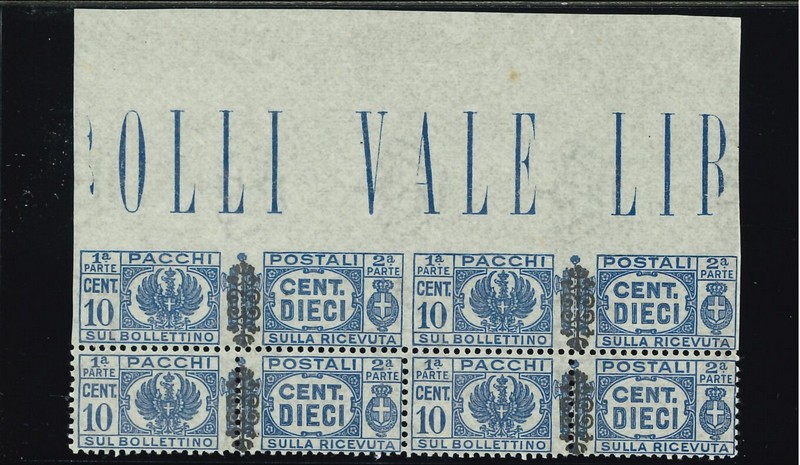 OLLI VALE LIR
1ª PARTE PACCHI POSTALI 2ª PARTE 1ª PARTE PACCHI POSTALI 2ª PARTE
CENT. 10 CENT. DIECI CENT. 10 CENT. DIECI
SUL BOLLETTINO SULLA RICEVUTA SUL BOLLETTINO SULLA RICEVUTA
1ª PARTE PACCHI POSTALI 2ª PARTE 1ª PARTE PACCHI POSTALI 2ª PARTE
CENT. 10 CENT. DIECI CENT. 10 CENT. DIECI
SUL BOLLETTINO SULLA RICEVUTA SUL BOLLETTINO SULLA RICEVUTA